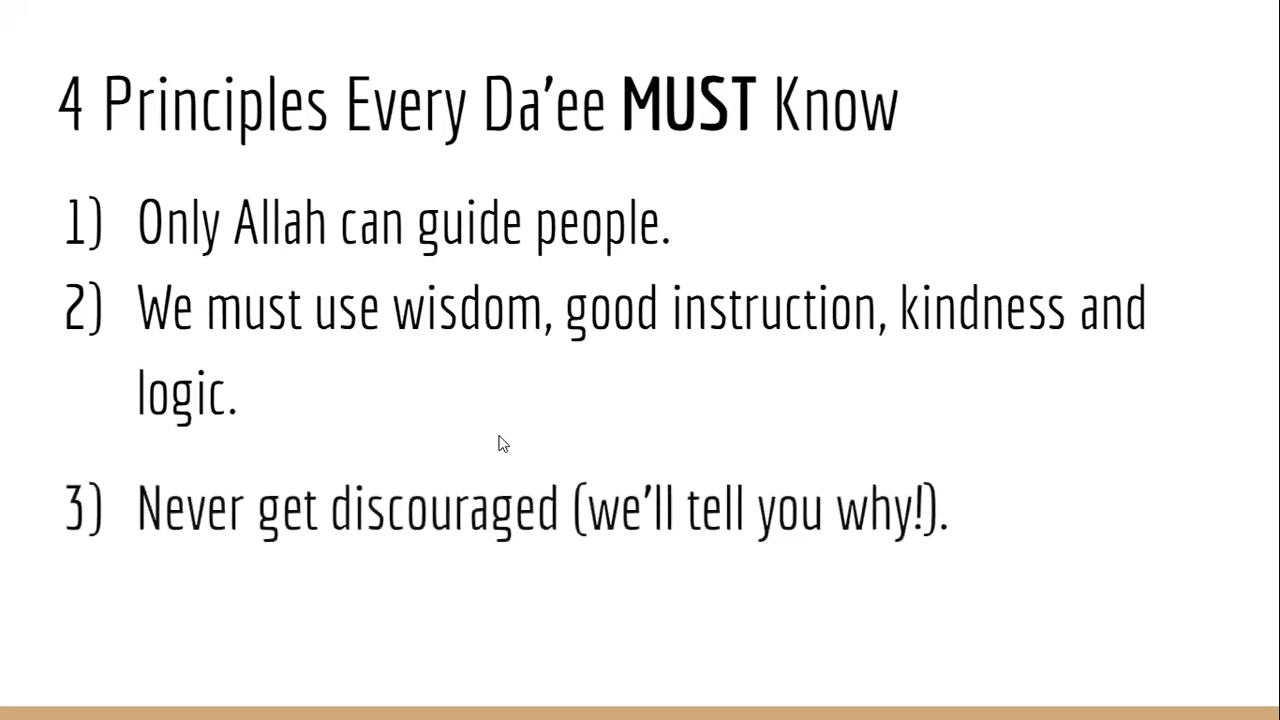 4 Principles Every Da’ee MUST Know
1) Only Allah can guide people.
2) We must use wisdom, good instruction, kindness and
logic.
3) Never get discouraged (we’ll tell you why!).